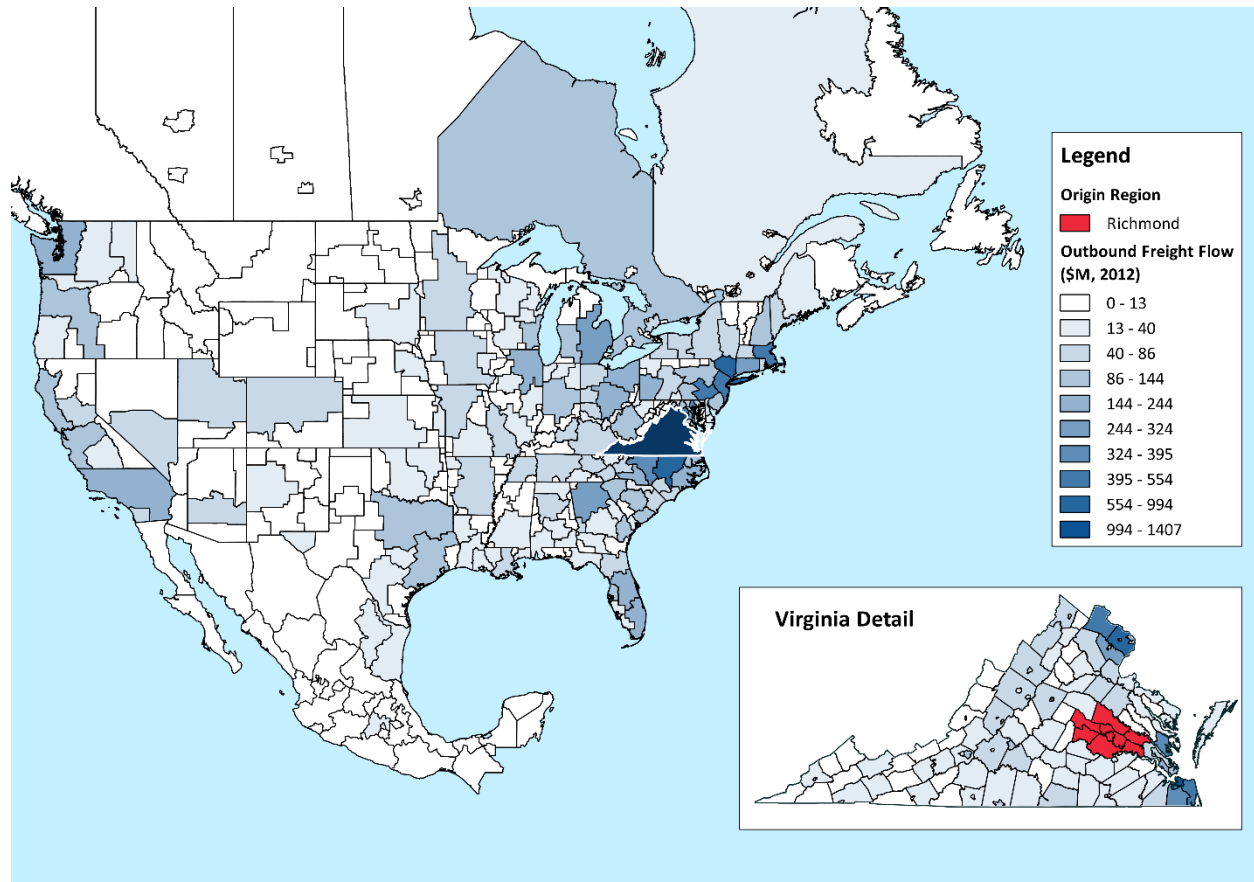 Legend
Origin Region
Richmond
Outbound Freight Flow
($M, 2012)
0 - 13
13 - 40
40 - 86
86 - 144
144 - 244
244 - 324
324 - 395
395 - 554
554 - 994
994 - 1407
Virginia Detail